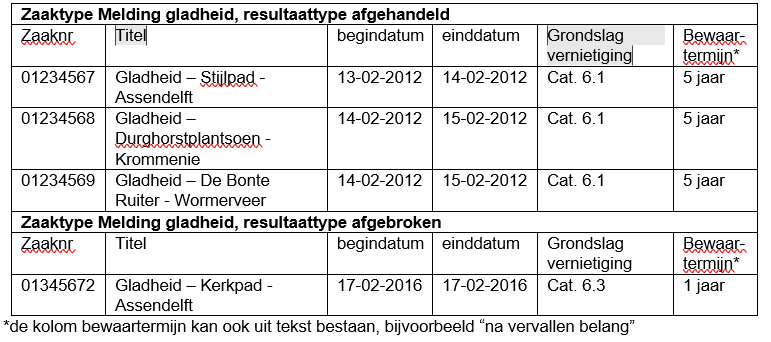 Zaaktype Melding gladheid, resultaattype afgehandeld
Zaaknr Titel begindatum einddatum Grondslag vernietiging Bewaar-termijn*
01234567 Gladheid – Stijlpad - Assendelft 13-02-2012 14-02-2012 Cat. 6.1 5 jaar
01234568 Gladheid – Durghorstplantsoen - Krommenie 14-02-2012 15-02-2012 Cat. 6.1 5 jaar
01234569 Gladheid – De Bonte Ruiter - Wormerveer 14-02-2012 15-02-2012 Cat. 6.1 5 jaar
Zaaktype Melding gladheid, resultaattype afgebroken
Zaaknr Titel begindatum einddatum Grondslag vernietiging Bewaar-termijn*
01345672 Gladheid – Kerkpad - Assendelft 17-02-2016 17-02-2016 Cat. 6.3 1 jaar
*de kolom bewaartermijn kan ook uit tekst bestaan, bijvoorbeeld “na vervallen belang”